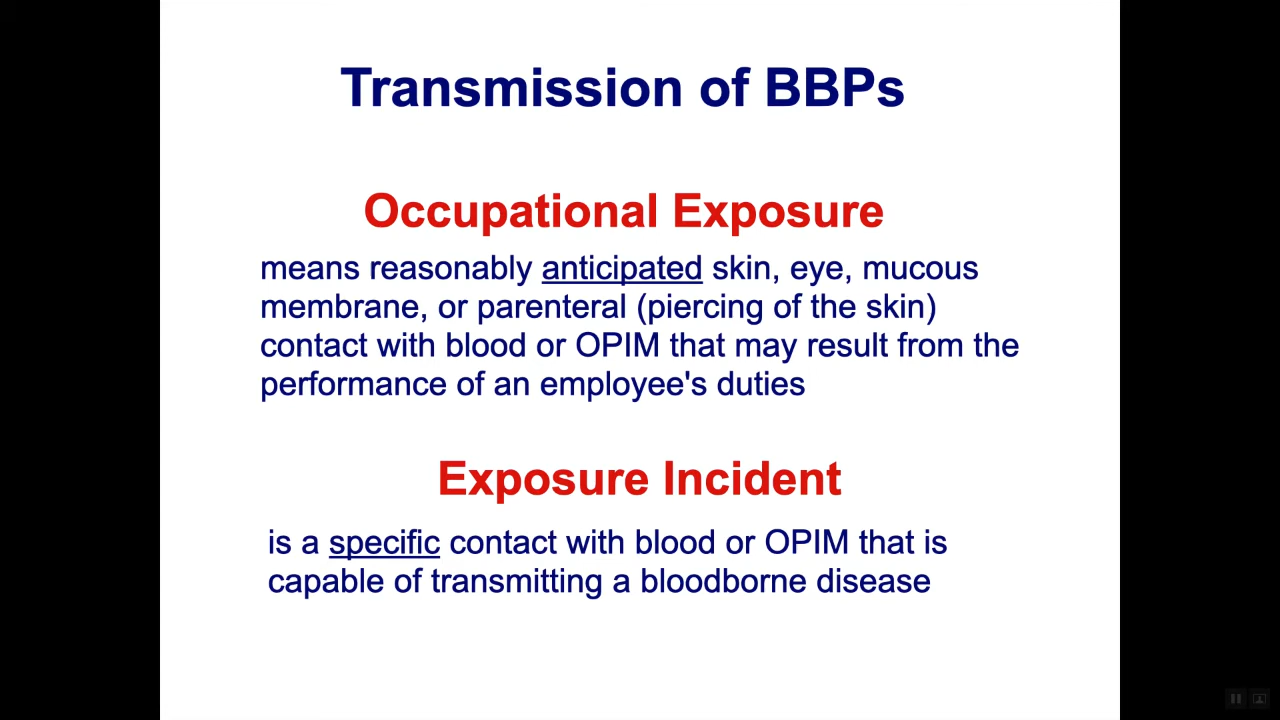 Transmission of BBPs
Occupational Exposure
means reasonably anticipated skin, eye, mucous
membrane, or parenteral (piercing of the skin)
contact with blood or OPIM that may result from the
performance of an employee's duties
Exposure Incident
is a specific contact with blood or OPIM that is
capable of transmitting a bloodborne disease